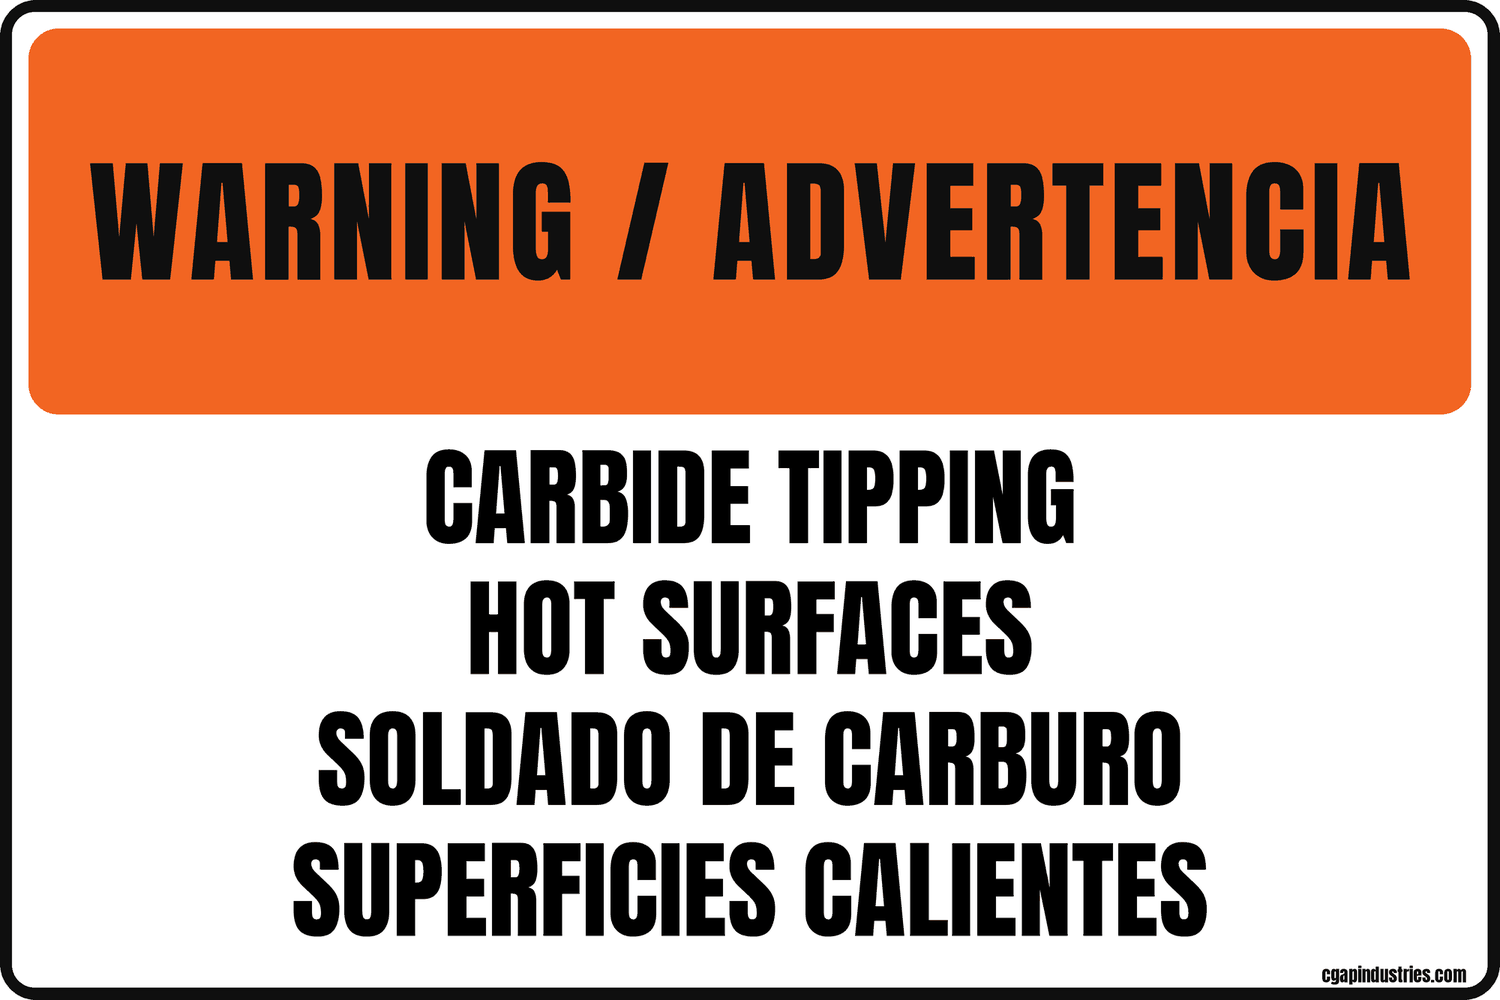 WARNING / ADVERTENCIA
CARBIDE TIPPING
HOT SURFACES
SOLDADO DE CARBURO
SUPERFICIES CALIENTES
cgapindustries.com